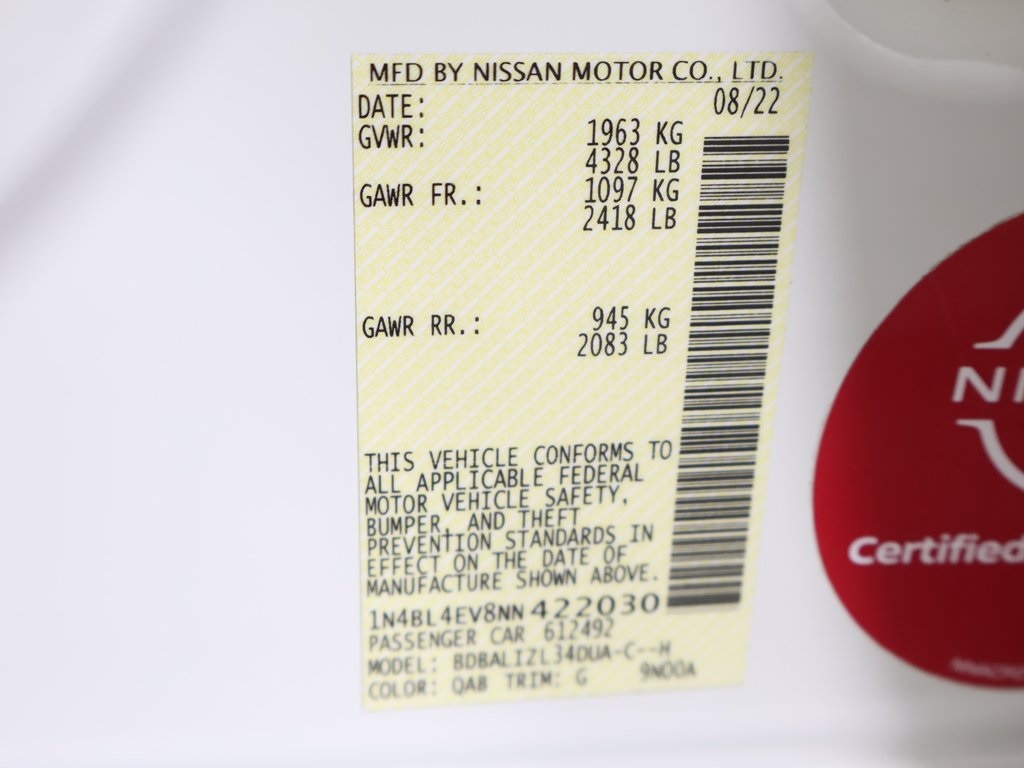 MFD BY NISSAN MOTOR CO., LTD.
DATE: 08/22
GVWR: 1963 KG
4328 LB
GAWR FR.: 1097 KG
2418 LB
GAWR RR.: 945 KG
2083 LB
THIS VEHICLE CONFORMS TO
ALL APPLICABLE FEDERAL
MOTOR VEHICLE SAFETY,
BUMPER, AND THEFT
PREVENTION STANDARDS IN
EFFECT ON THE DATE OF
MANUFACTURE SHOWN ABOVE.
1N4BL4EV8NN 422030
PASSENGER CAR 612492
MODEL: BDBALIZL34DUA-C--H
COLOR: QAB TRIM: G 9N00A
NI
Certified